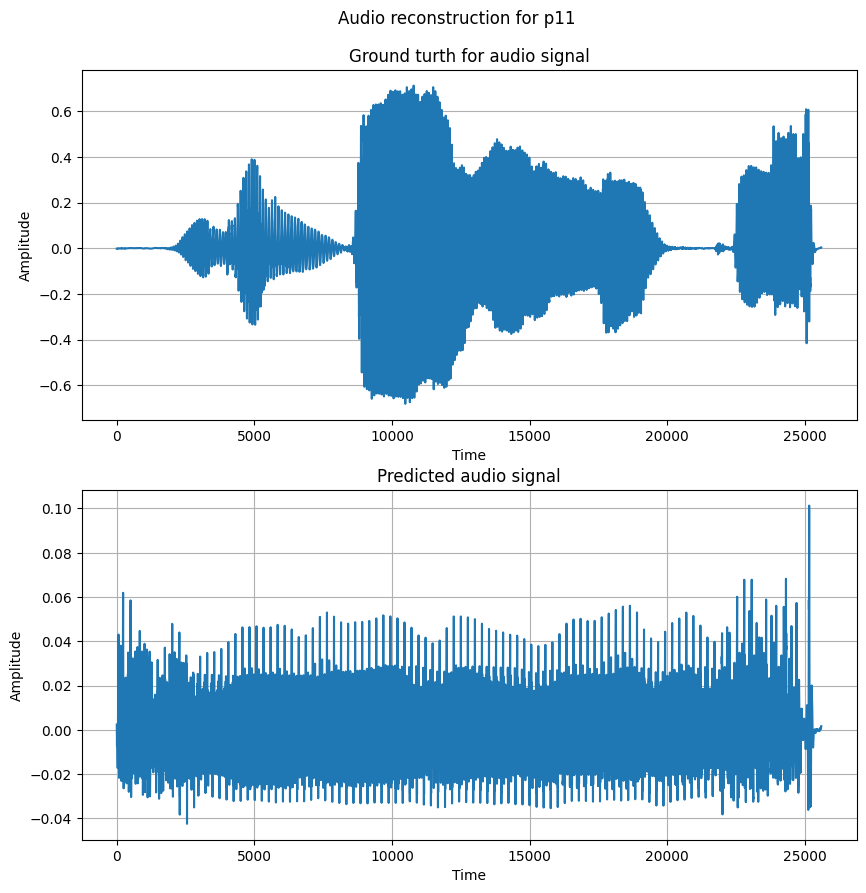 Audio reconstruction for p11
Ground turth for audio signal
0.6
0.4
0.2
0.0
−0.2
−0.4
−0.6
Amplitude
0 5000 10000 15000 20000 25000
Time
Predicted audio signal
0.10
0.08
0.06
0.04
0.02
0.00
−0.02
−0.04
Amplitude
0 5000 10000 15000 20000 25000
Time